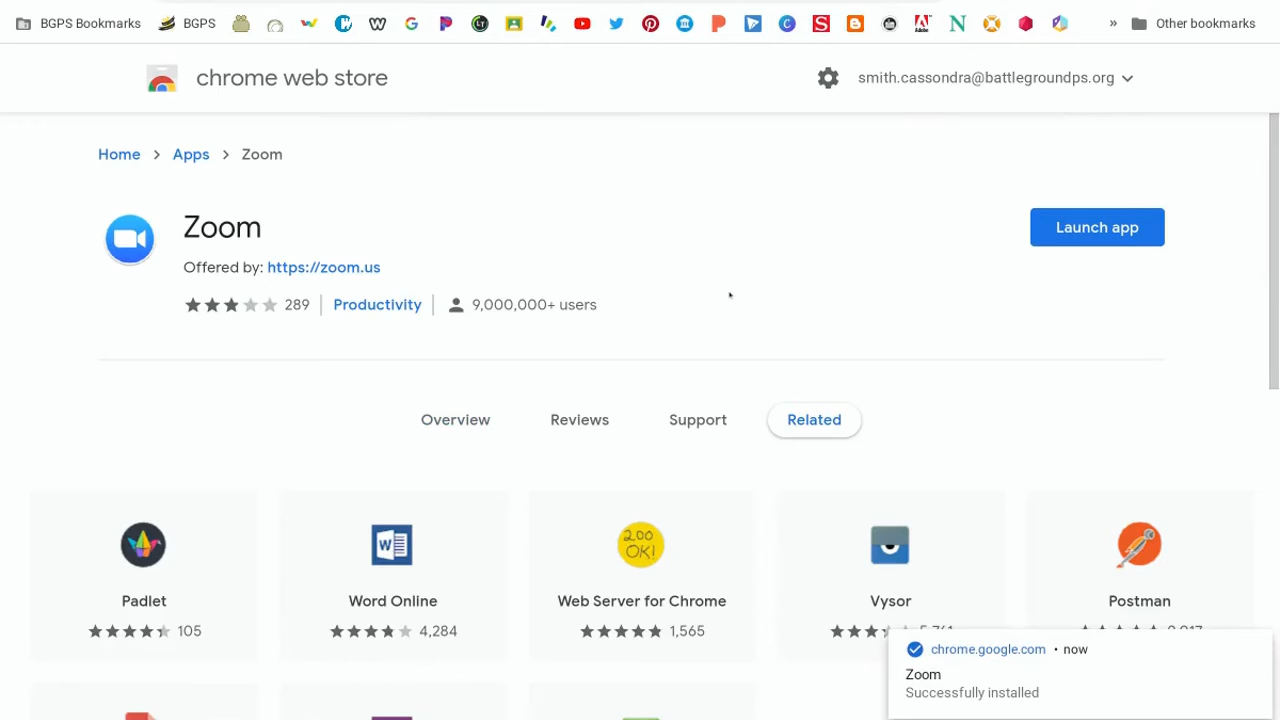 BGPS Bookmarks BGPS » Other bookmarks
chrome web store smith.cassondra@battlegroundps.org
Home > Apps > Zoom
Zoom
Launch app
Offered by: https://zoom.us
289 Productivity 9,000,000+ users
Overview Reviews Support Related
200 OK!
Padlet Word Online Web Server for Chrome Vysor Postman
105 4,284 1,565
chrome.google.com • now
Zoom
Successfully installed